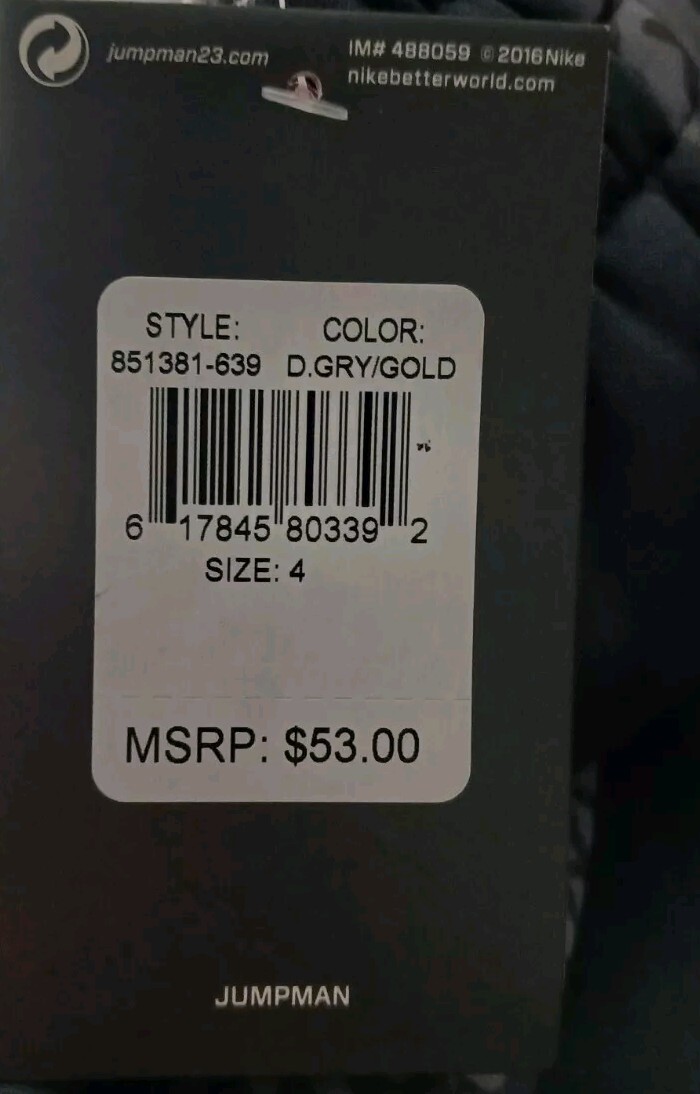 jumpman23.com
IM# 488059 © 2016 Nike
nikebetterworld.com
STYLE: COLOR:
851381-639 D.GRY/GOLD
6 17845 80339 2
SIZE: 4
MSRP: $53.00
JUMPMAN